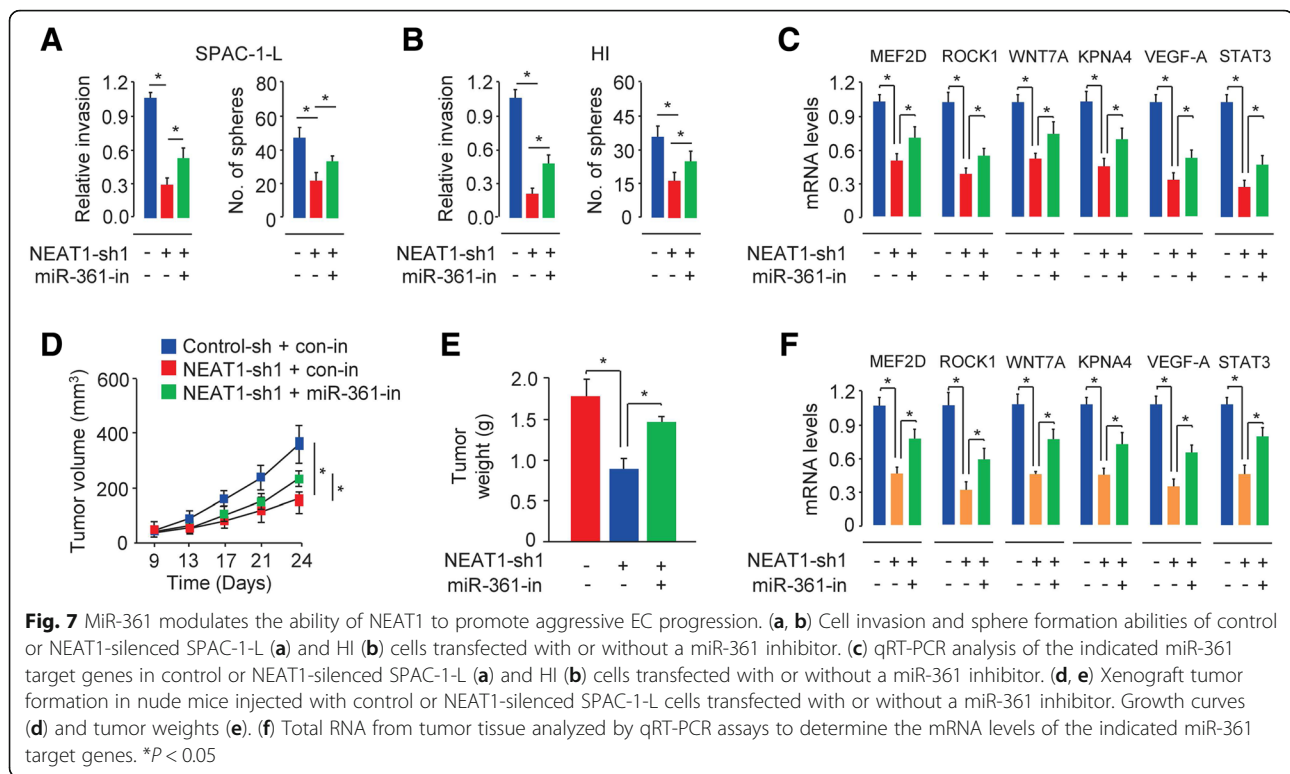 A
SPAC-1-L
Relative invasion
1.2
0.9
0.6
0.3
0.0
*
*
No. of spheres
80
60
40
20
0
*
*
NEAT1-sh1 - + + - + +
miR-361-in - - + - - +
B
HI
Relative invasion
1.2
0.9
0.6
0.3
0.0
*
*
No. of spheres
60
45
30
15
0
*
*
NEAT1-sh1 - + + - + +
miR-361-in - - + - - +
C
MEF2D ROCK1 WNT7A KPNA4 VEGF-A STAT3
mRNA levels
1.2
0.9
0.6
0.3
0
* * * * * *
* * * * * *
NEAT1-sh1 - + + - + + - + + - + + - + + - + +
miR-361-in - - + - - + - - + - - + - - + - - +
D
Control-sh + con-in
NEAT1-sh1 + con-in
NEAT1-sh1 + miR-361-in
Tumor volume (mm³)
600
400
200
0
*
*
9 13 17 21 24
Time (Days)
E
Tumor
weight (g)
2.0
1.5
1.0
0.5
0
*
*
NEAT1-sh1 - + +
miR-361-in - - +
F
MEF2D ROCK1 WNT7A KPNA4 VEGF-A STAT3
mRNA levels
1.2
0.9
0.6
0.3
0
* * * * * *
* * * * * *
NEAT1-sh1 - + + - + + - + + - + + - + + - + +
miR-361-in - - + - - + - - + - - + - - + - - +
Fig. 7 MiR-361 modulates the ability of NEAT1 to promote aggressive EC progression. (a, b) Cell invasion and sphere formation abilities of control
or NEAT1-silenced SPAC-1-L (a) and HI (b) cells transfected with or without a miR-361 inhibitor. (c) qRT-PCR analysis of the indicated miR-361
target genes in control or NEAT1-silenced SPAC-1-L (a) and HI (b) cells transfected with or without a miR-361 inhibitor. (d, e) Xenograft tumor
formation in nude mice injected with control or NEAT1-silenced SPAC-1-L cells transfected with or without a miR-361 inhibitor. Growth curves
(d) and tumor weights (e). (f) Total RNA from tumor tissue analyzed by qRT-PCR assays to determine the mRNA levels of the indicated miR-361
target genes. *P < 0.05